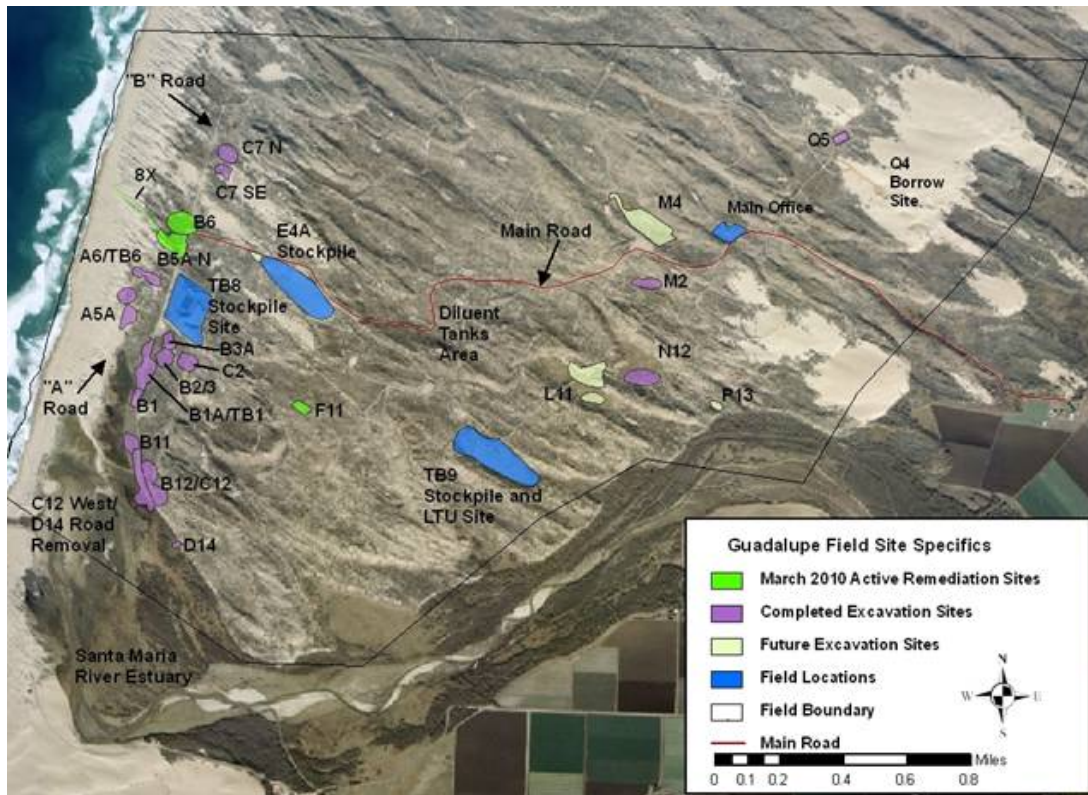 "B" Road
C7 N
C7 SE
8X
B6
E4A
Stockpile
A6/TB6
B5A N
TB8
Stockpile
Site
A5A
B3A
C2
"A"
Road
B2/3
B1
B1A/TB1
B11
B12/C12
C12 West/
D14 Road
Removal
D14
F11
Main Road
Diluent
Tanks
Area
M4
Main Office
M2
N12
L11
P13
Q5
Q4
Borrow
Site
TB9
Stockpile and
LTU Site
Santa Maria
River Estuary
Guadalupe Field Site Specifics
March 2010 Active Remediation Sites
Completed Excavation Sites
Future Excavation Sites
Field Locations
Field Boundary
Main Road
N
W
E
S
Miles
0 0.1 0.2 0.4 0.6 0.8